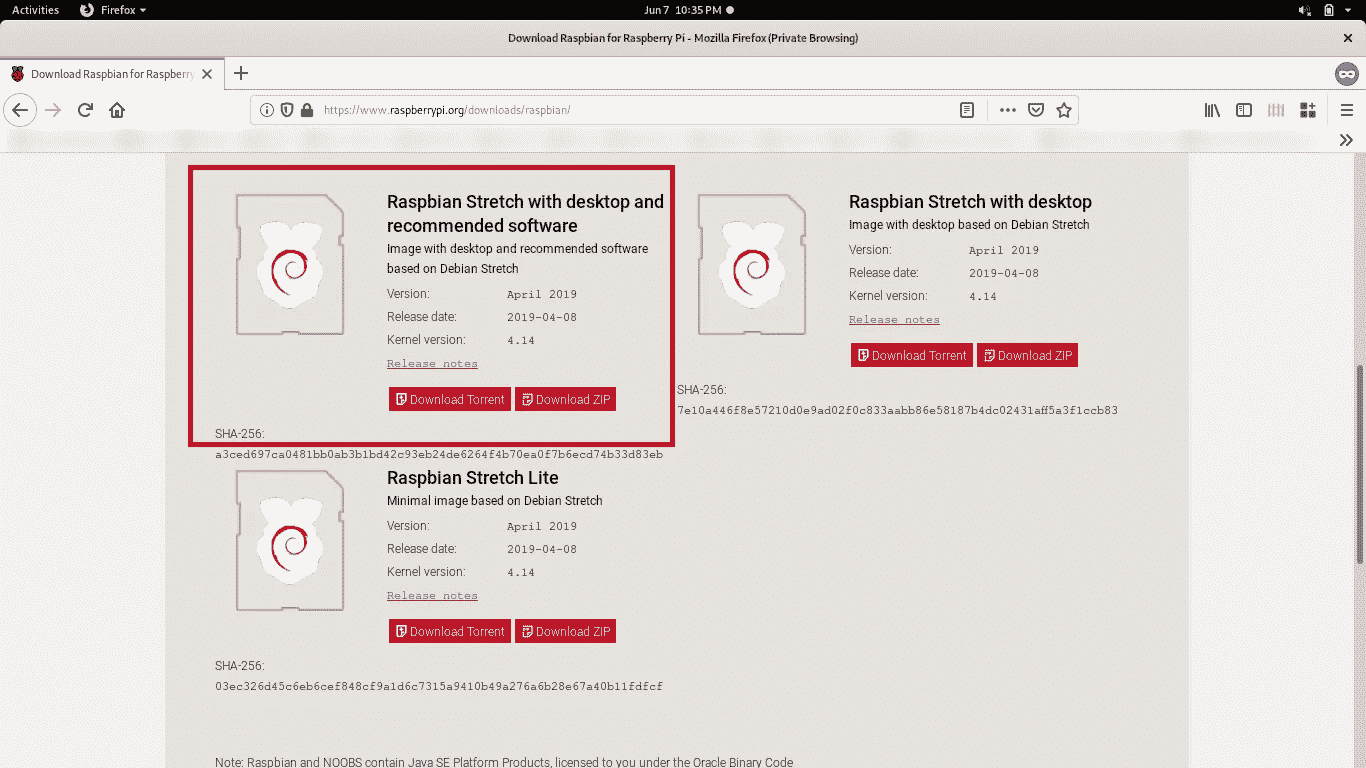 Activities
Firefox
Jun 7 10:35 PM
Download Raspbian for Raspberry Pi - Mozilla Firefox (Private Browsing)
Download Raspbian for Raspberry
https://www.raspberrypi.org/downloads/raspbian/
Raspbian Stretch with desktop and
recommended software
Image with desktop and recommended software
based on Debian Stretch
Version: April 2019
Release date: 2019-04-08
Kernel version: 4.14
Release notes
Download Torrent Download ZIP
SHA-256:
a3ced697ca0481bb0ab3b1bd42c93eb24de6264f4b70ea0f7b6ecd74b33d83eb
Raspbian Stretch with desktop
Image with desktop based on Debian Stretch
Version: April 2019
Release date: 2019-04-08
Kernel version: 4.14
Release notes
Download Torrent Download ZIP
SHA-256:
7e10a446f8e57210d0e9ad02f0c833aabb86e58187b4dc02431aff5a3f1ccb83
Raspbian Stretch Lite
Minimal image based on Debian Stretch
Version: April 2019
Release date: 2019-04-08
Kernel version: 4.14
Release notes
Download Torrent Download ZIP
SHA-256:
03ec326d45c6eb6cef848cf9a1d6c7315a9410b49a276a6b28e67a40b11fdfcf
Note: Raspbian and NOOBS contain Java SE Platform Products, licensed to you under the Oracle Binary Code